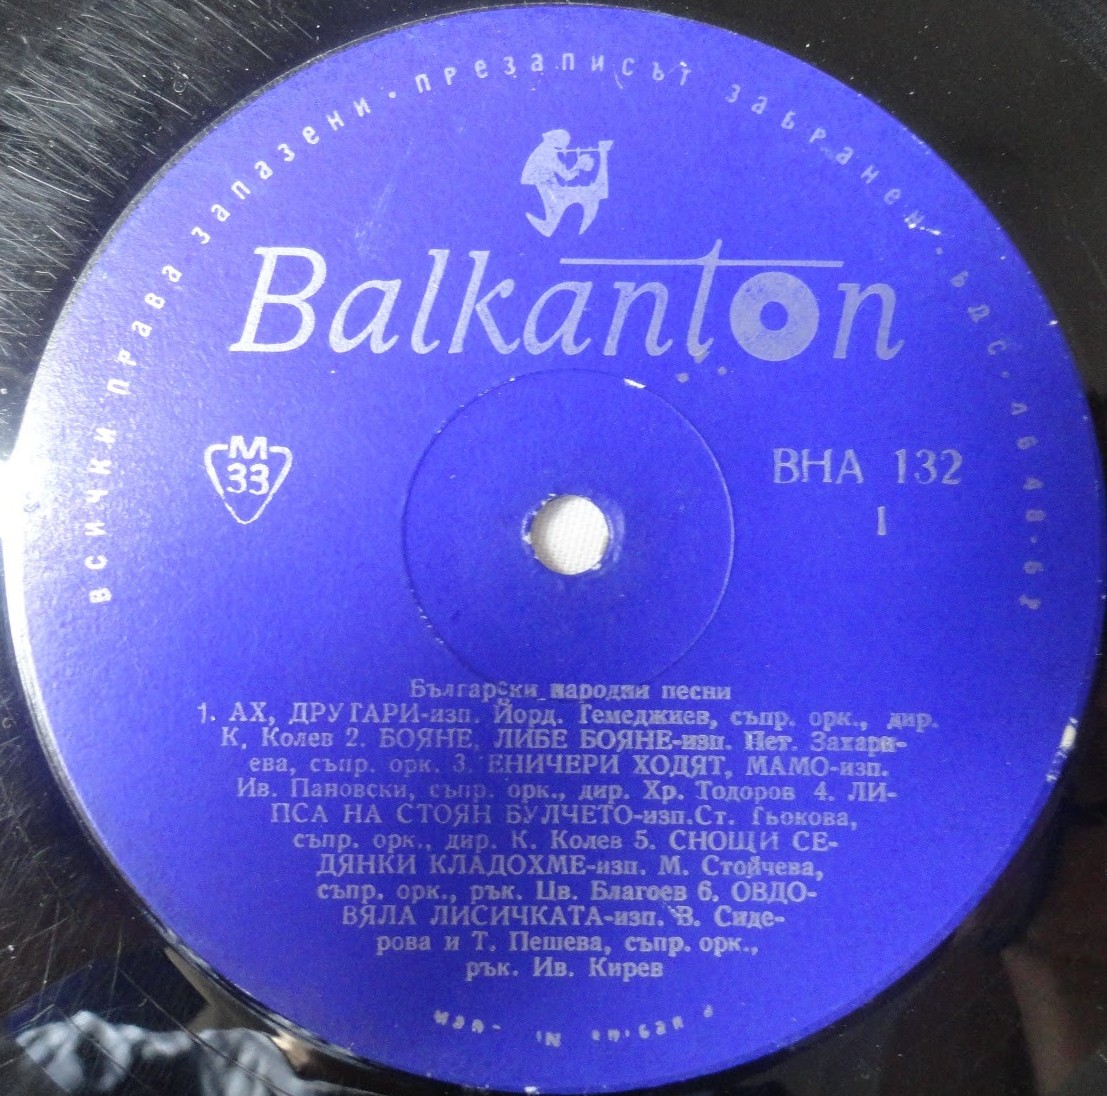 всички права запазени · презаписът забранен · БДС
Balkanton
М
33
ВНА 132
I
Български народни песни
1. АХ, ДРУГАРИ-изп. Йорд. Гемеджиев, съпр. орк., дир.
К. Колев 2. БОЯНЕ, ЛИБЕ БОЯНЕ-изп. Пет. Захари-
ева, съпр. орк. 3. ЕНИЧЕРИ ХОДЯТ, МАМО-изп.
Ив. Пановски, съпр. орк., дир. Хр. Тодоров 4. ЛИ-
ПСА НА СТОЯН БУЛЧЕТО-изп.Ст. Гьокова,
съпр. орк., дир. К. Колев 5. СНОЩИ СЕ-
ДЯНКИ КЛАДОХМЕ-изп. М. Стойчева,
съпр. орк., рък. Цв. Благоев 6. ОВДО-
ВЯЛА ЛИСИЧКАТА-изп. В. Сиде-
рова и Т. Пешева, съпр. орк.,
рък. Ив. Кирев